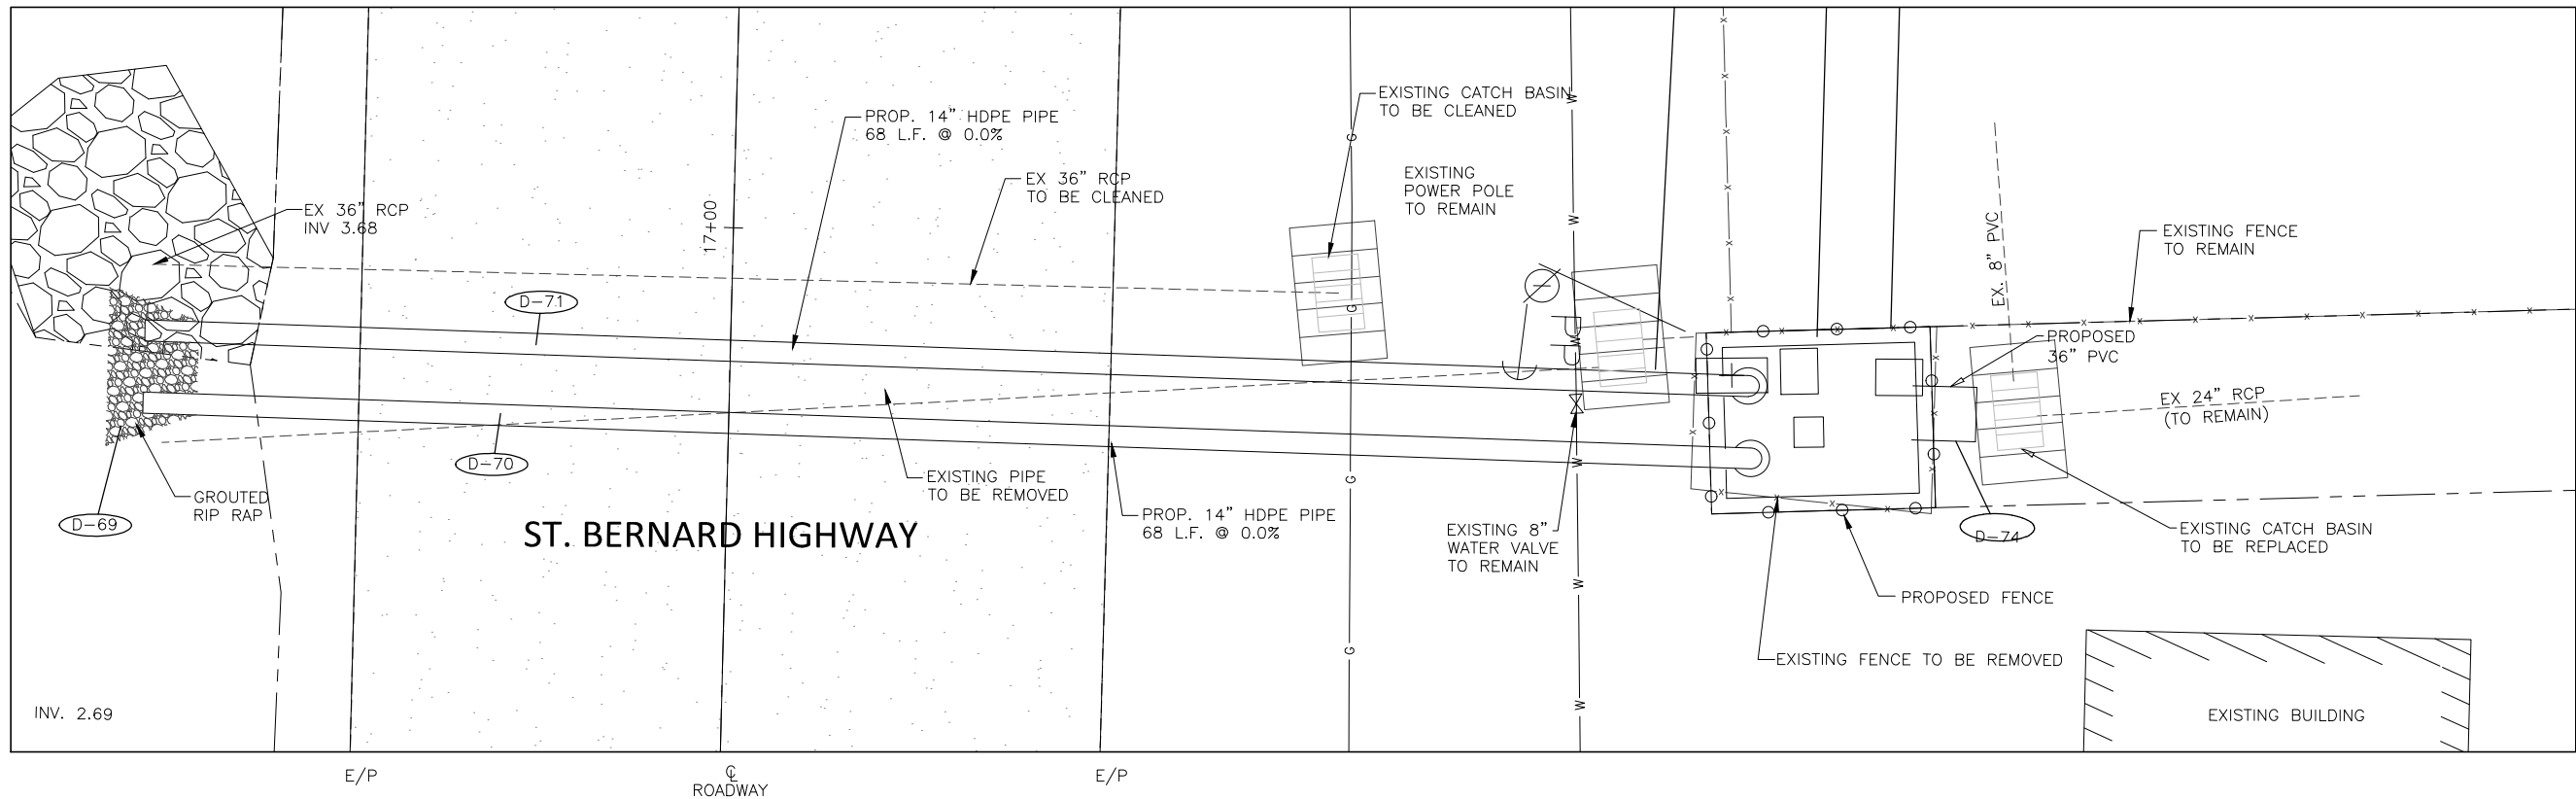 PROP. 14" HDPE PIPE
68 L.F. @ 0.0%
EXISTING CATCH BASIN
TO BE CLEANED
EX 36" RCP
TO BE CLEANED
EXISTING
POWER POLE
TO REMAIN
EX 36" RCP
INV 3.68
17+00
EX. 8" PVC
EXISTING FENCE
TO REMAIN
D-71
PROPOSED
36" PVC
EX 24" RCP
(TO REMAIN)
D-70
GROUTED
RIP RAP
D-69
EXISTING PIPE
TO BE REMOVED
ST. BERNARD HIGHWAY
PROP. 14" HDPE PIPE
68 L.F. @ 0.0%
EXISTING 8"
WATER VALVE
TO REMAIN
D-74
EXISTING CATCH BASIN
TO BE REPLACED
PROPOSED FENCE
EXISTING FENCE TO BE REMOVED
INV. 2.69
EXISTING BUILDING
G
G
G
G
W
W
W
W
W
W
E/P
℄
ROADWAY
E/P